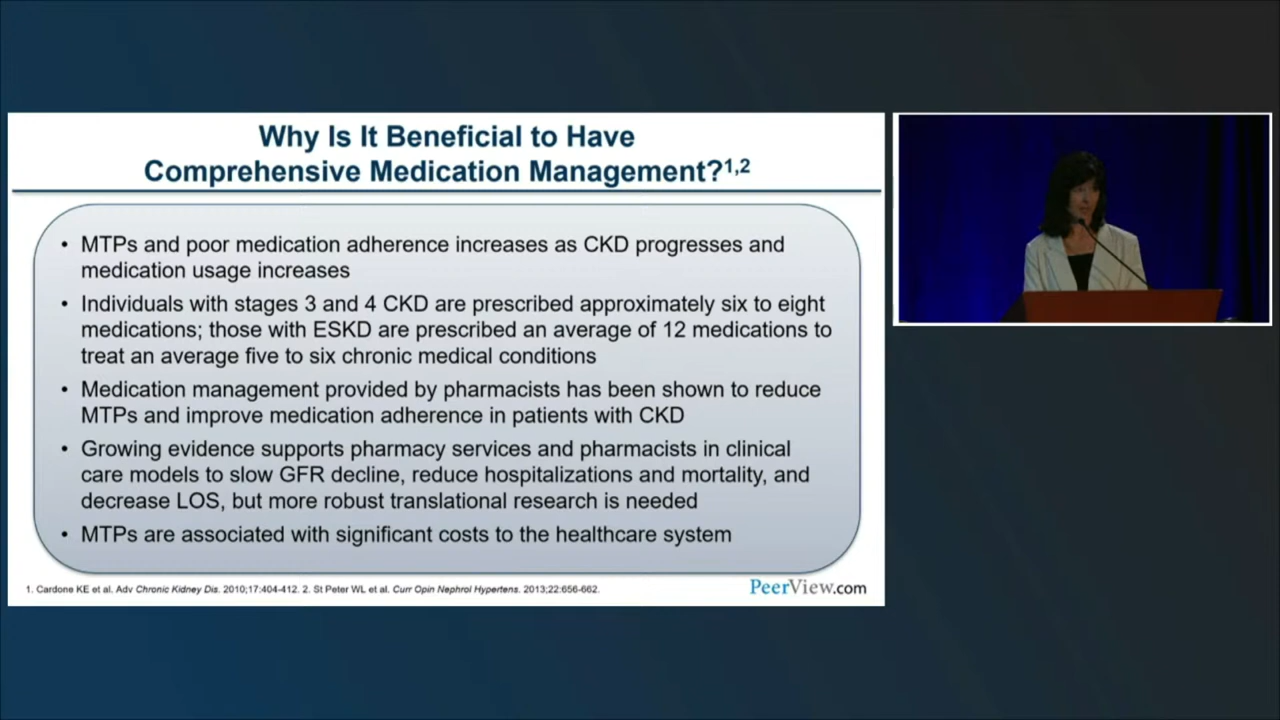 Why Is It Beneficial to Have
Comprehensive Medication Management?1,2
• MTPs and poor medication adherence increases as CKD progresses and
medication usage increases
• Individuals with stages 3 and 4 CKD are prescribed approximately six to eight
medications; those with ESKD are prescribed an average of 12 medications to
treat an average five to six chronic medical conditions
• Medication management provided by pharmacists has been shown to reduce
MTPs and improve medication adherence in patients with CKD
• Growing evidence supports pharmacy services and pharmacists in clinical
care models to slow GFR decline, reduce hospitalizations and mortality, and
decrease LOS, but more robust translational research is needed
• MTPs are associated with significant costs to the healthcare system
1. Cardone KE et al. Adv Chronic Kidney Dis. 2010;17:404-412. 2. St Peter WL et al. Curr Opin Nephrol Hypertens. 2013;22:656-662.
PeerView.com